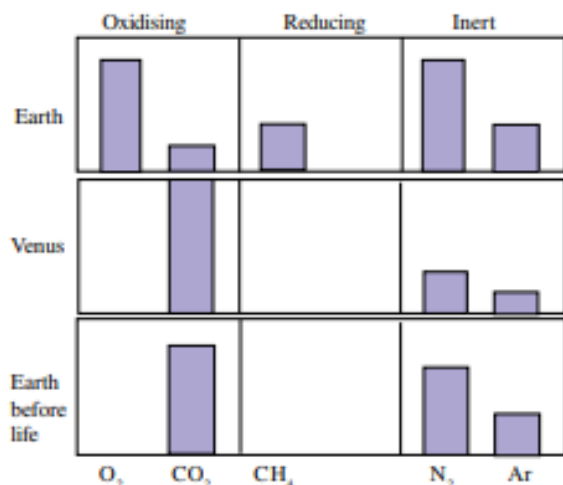 Oxidising Reducing Inert
Earth
Venus
Earth
before
life
O₂ CO₂ CH₄ N₂ Ar